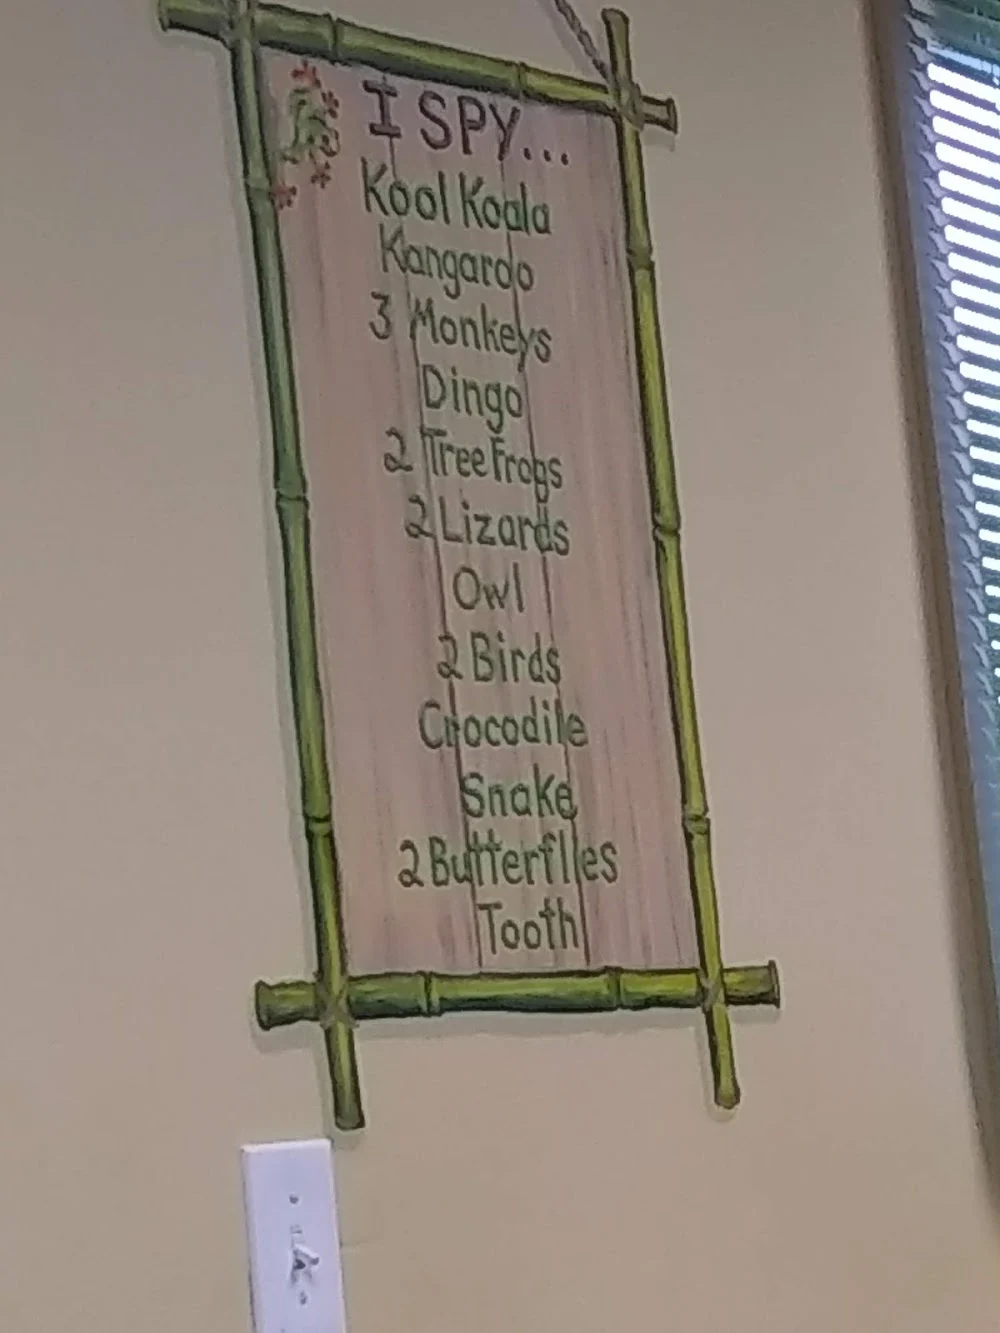 I SPY...
Kool Koala
Kangaroo
3 Monkeys
Dingo
2 Tree Frogs
2 Lizards
Owl
2 Birds
Crocodile
Snake
2 Butterflies
Tooth